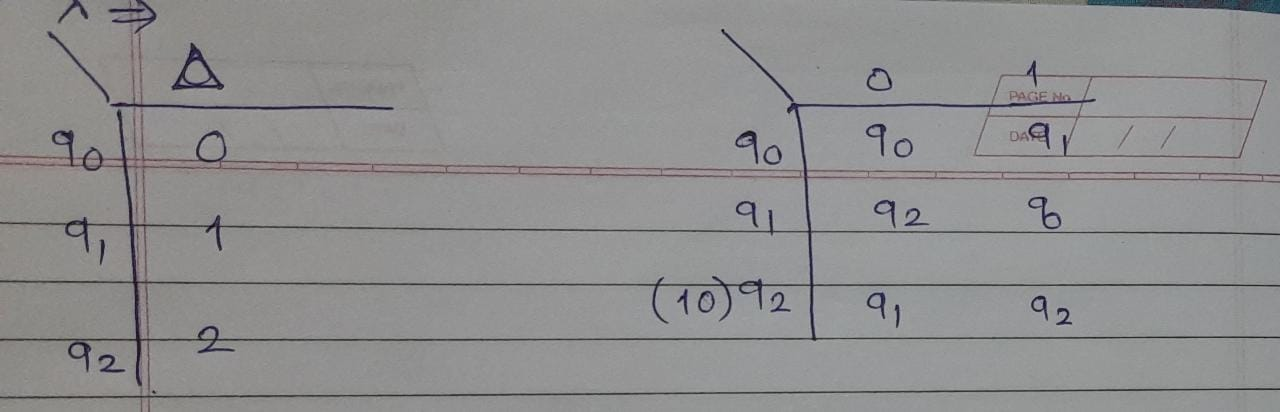 λ ⇒
Δ 0 1
PAGE No.
DATE / /
q0 0 q0 q0 q1
q1 1 q1 q2 q0
q2 2 (10) q2 q1 q2